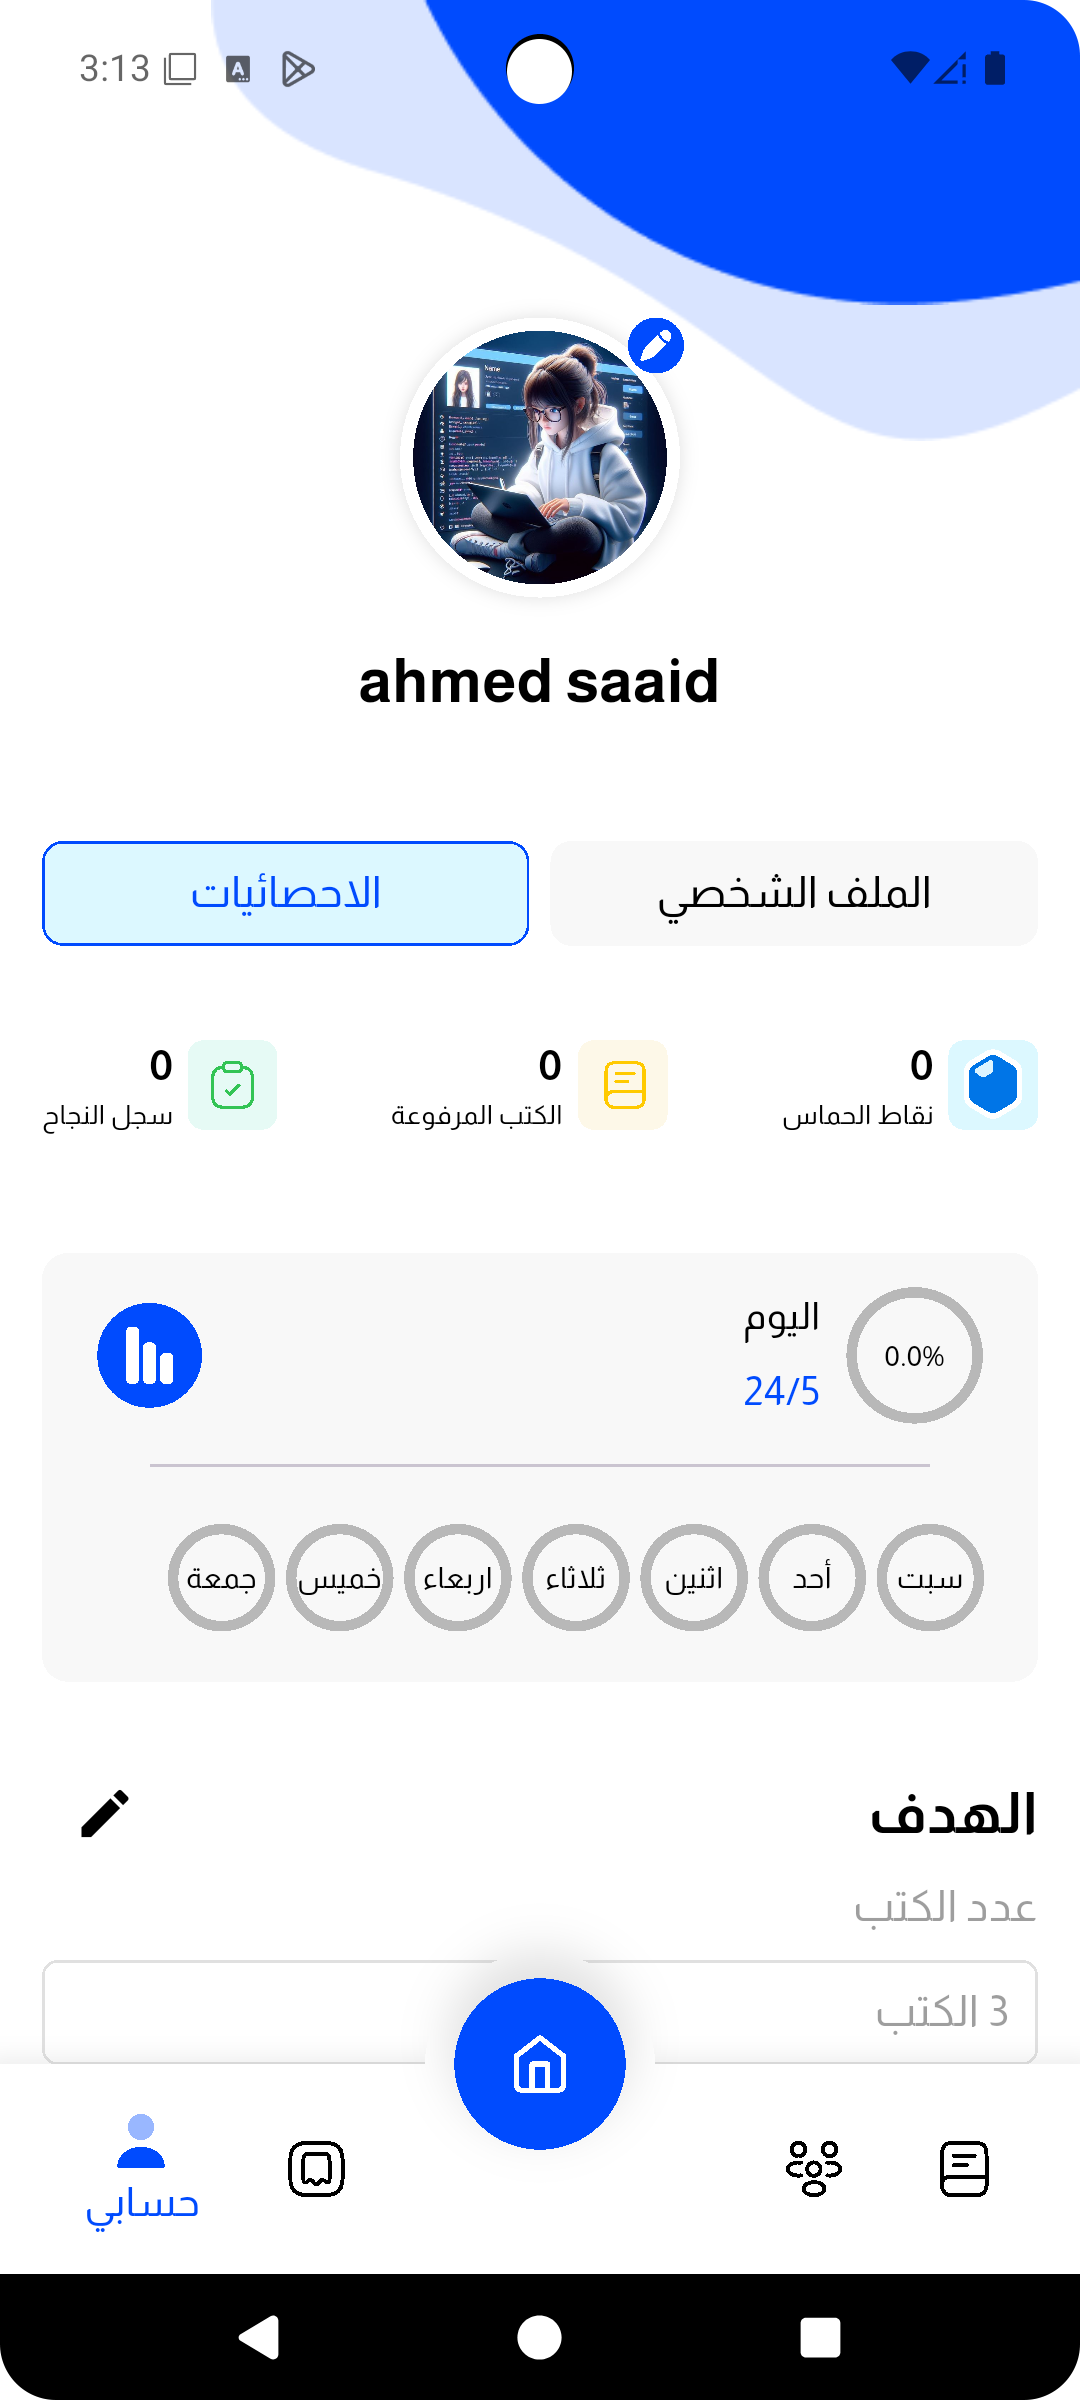 3:13
ahmed saaid
الملف الشخصي
الاحصائيات
0
نقاط الحماس
0
الكتب المرفوعة
0
سجل النجاح
0.0%
اليوم
24/5
سبت
أحد
اثنين
ثلاثاء
اربعاء
خميس
جمعة
الهدف
عدد الكتب
3 الكتب
حسابي